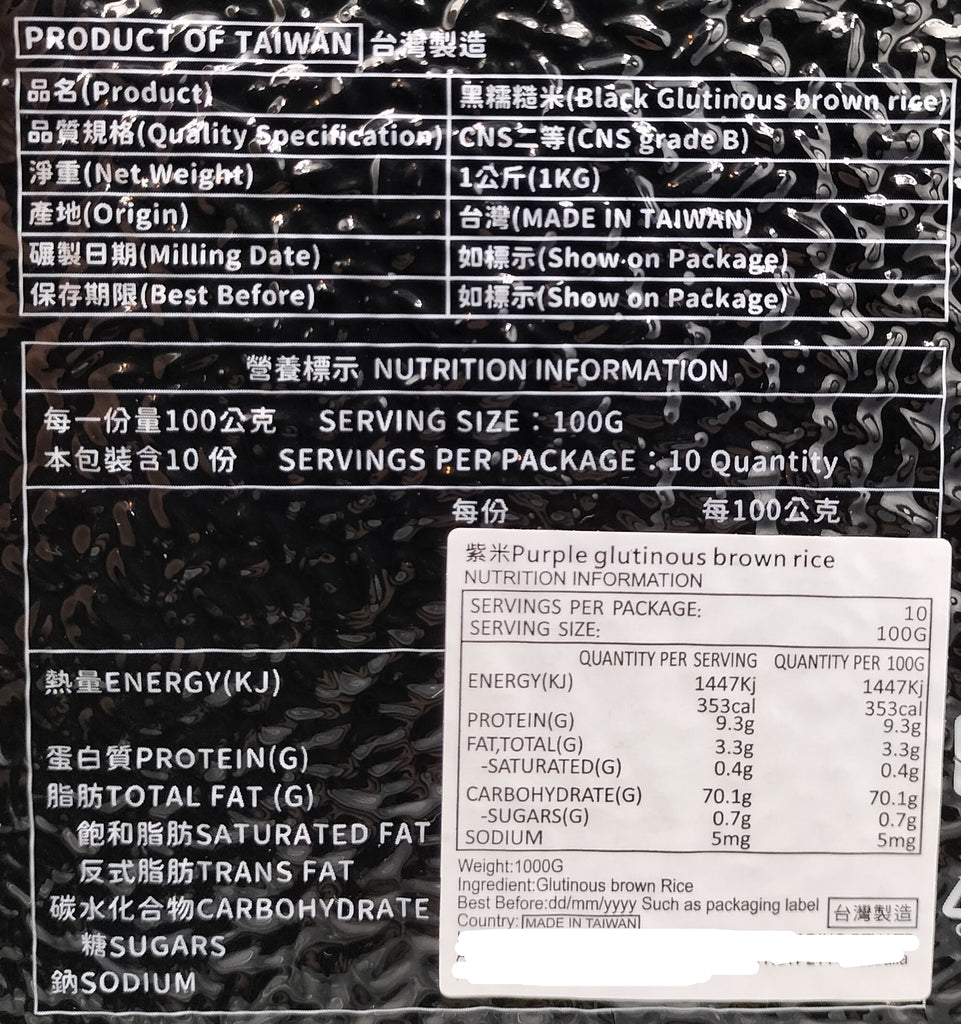 PRODUCT OF TAIWAN 台灣製造
品名(Product) 黑糯糙米(Black Glutinous brown rice)
品質規格(Quality Specification) CNS二等(CNS grade B)
淨重(Net Weight) 1公斤(1KG)
產地(Origin) 台灣(MADE IN TAIWAN)
碾製日期(Milling Date) 如標示(Show on Package)
保存期限(Best Before) 如標示(Show on Package)
營養標示 NUTRITION INFORMATION
每一份量100公克 SERVING SIZE：100G
本包裝含10 份 SERVINGS PER PACKAGE：10 Quantity
每份 每100公克
熱量ENERGY(KJ)
蛋白質PROTEIN(G)
脂肪TOTAL FAT (G)
飽和脂肪SATURATED FAT
反式脂肪TRANS FAT
碳水化合物CARBOHYDRATE
糖SUGARS
鈉SODIUM
紫米Purple glutinous brown rice
NUTRITION INFORMATION
SERVINGS PER PACKAGE: 10
SERVING SIZE: 100G
QUANTITY PER SERVING QUANTITY PER 100G
ENERGY(KJ) 1447Kj 1447Kj
353cal 353cal
PROTEIN(G) 9.3g 9.3g
FAT,TOTAL(G) 3.3g 3.3g
-SATURATED(G) 0.4g 0.4g
CARBOHYDRATE(G) 70.1g 70.1g
-SUGARS(G) 0.7g 0.7g
SODIUM 5mg 5mg
Weight:1000G
Ingredient:Glutinous brown Rice
Best Before:dd/mm/yyyy Such as packaging label
Country: MADE IN TAIWAN
台灣製造